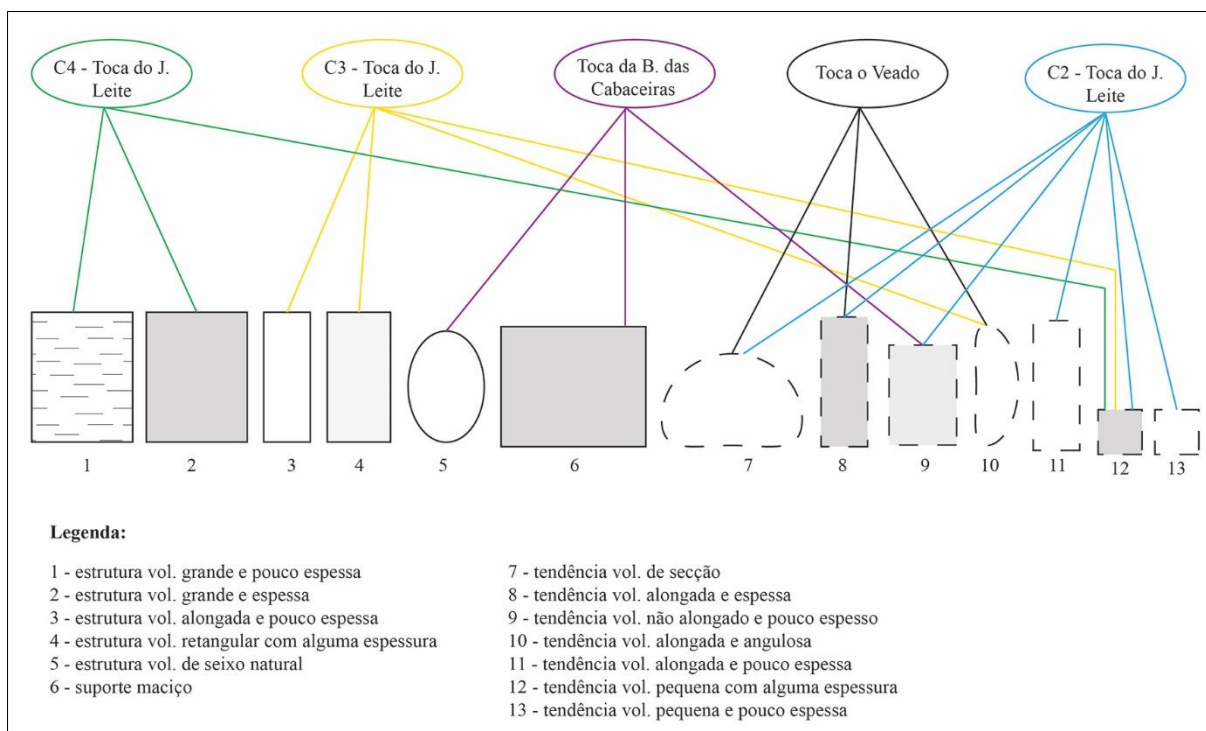 C4 - Toca do J.
Leite
C3 - Toca do J.
Leite
Toca da B. das
Cabaceiras
Toca o Veado
C2 - Toca do J.
Leite
1
2
3
4
5
6
7
8
9
10
11
12
13
Legenda:
1 - estrutura vol. grande e pouco espessa
2 - estrutura vol. grande e espessa
3 - estrutura vol. alongada e pouco espessa
4 - estrutura vol. retangular com alguma espessura
5 - estrutura vol. de seixo natural
6 - suporte maciço
7 - tendência vol. de secção
8 - tendência vol. alongada e espessa
9 - tendência vol. não alongado e pouco espesso
10 - tendência vol. alongada e angulosa
11 - tendência vol. alongada e pouco espessa
12 - tendência vol. pequena com alguma espessura
13 - tendência vol. pequena e pouco espessa